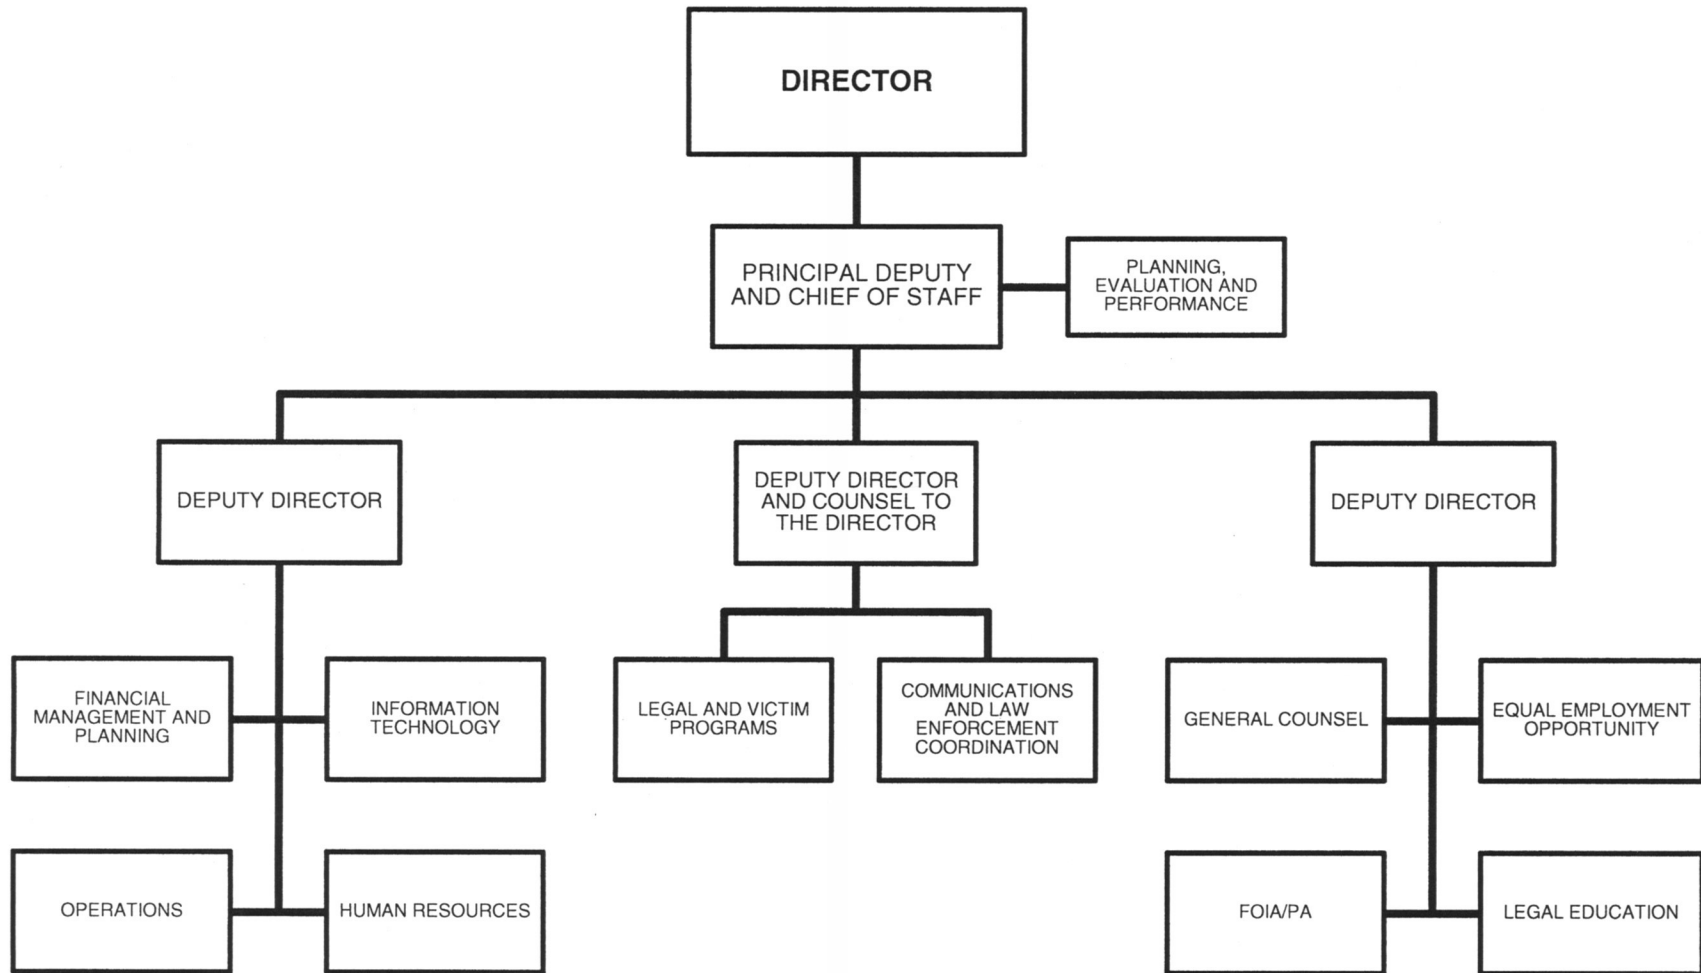 DIRECTOR
PRINCIPAL DEPUTY
AND CHIEF OF STAFF
PLANNING,
EVALUATION AND
PERFORMANCE
DEPUTY DIRECTOR
DEPUTY DIRECTOR
AND COUNSEL TO
THE DIRECTOR
DEPUTY DIRECTOR
FINANCIAL
MANAGEMENT AND
PLANNING
INFORMATION
TECHNOLOGY
LEGAL AND VICTIM
PROGRAMS
COMMUNICATIONS
AND LAW
ENFORCEMENT
COORDINATION
GENERAL COUNSEL
EQUAL EMPLOYMENT
OPPORTUNITY
OPERATIONS
HUMAN RESOURCES
FOIA/PA
LEGAL EDUCATION